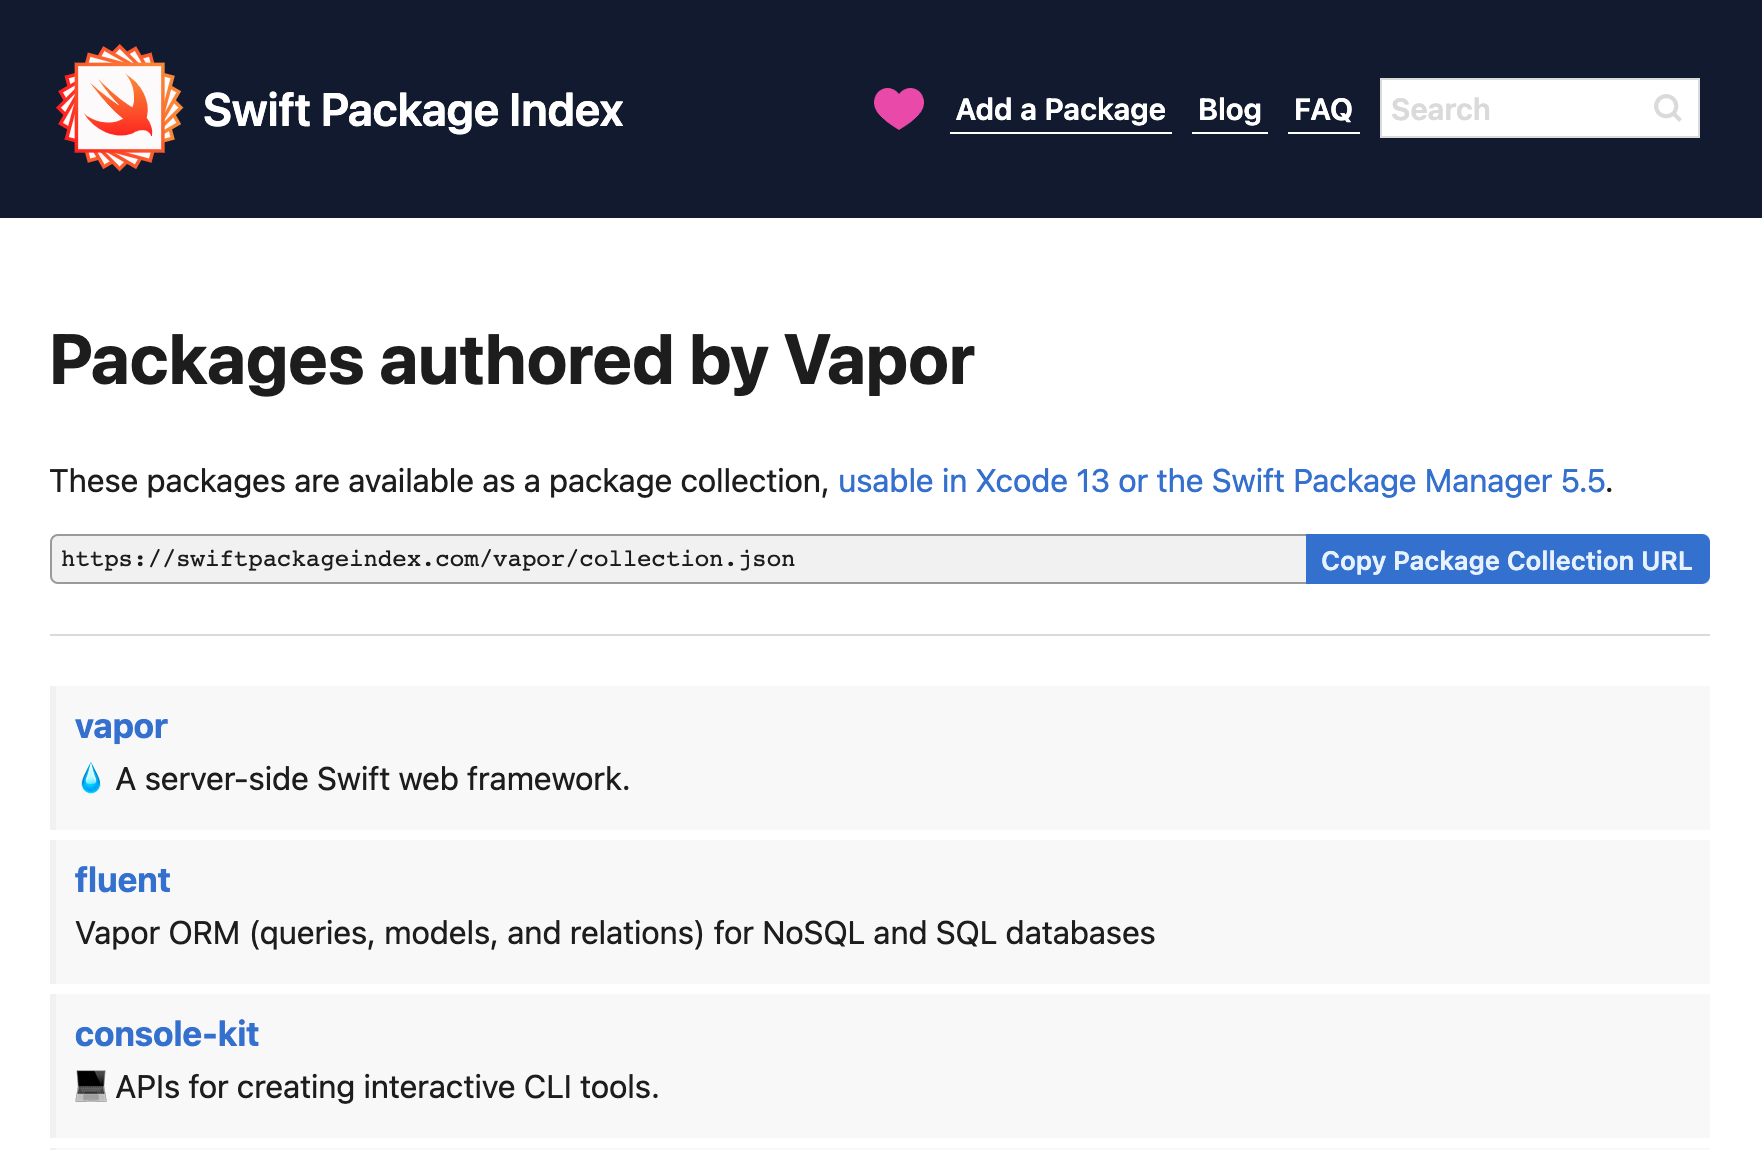 Swift Package Index
Add a Package
Blog
FAQ
Search
Packages authored by Vapor
These packages are available as a package collection, usable in Xcode 13 or the Swift Package Manager 5.5.
https://swiftpackageindex.com/vapor/collection.json
Copy Package Collection URL
vapor
💧 A server-side Swift web framework.
fluent
Vapor ORM (queries, models, and relations) for NoSQL and SQL databases
console-kit
💻 APIs for creating interactive CLI tools.